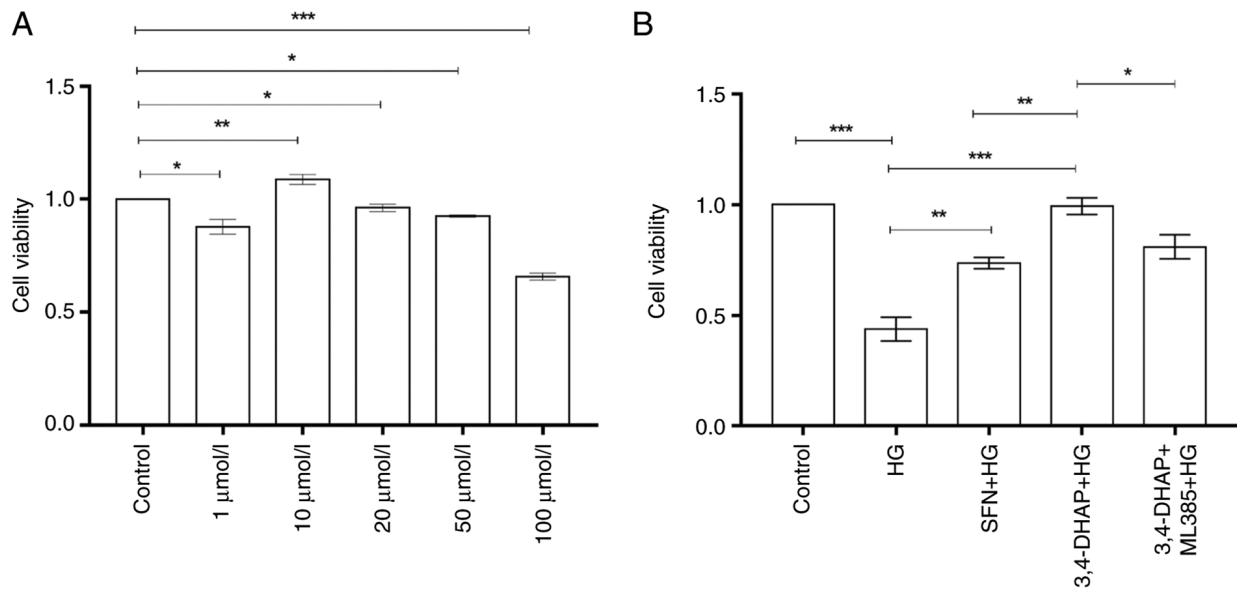 A
***
*
*
**
*
1.5
1.0
0.5
0.0
Cell viability
Control
1 μmol/l
10 μmol/l
20 μmol/l
50 μmol/l
100 μmol/l
B
*
**
***
***
**
1.5
1.0
0.5
0.0
Cell viability
Control
HG
SFN+HG
3,4-DHAP+HG
3,4-DHAP+
ML385+HG